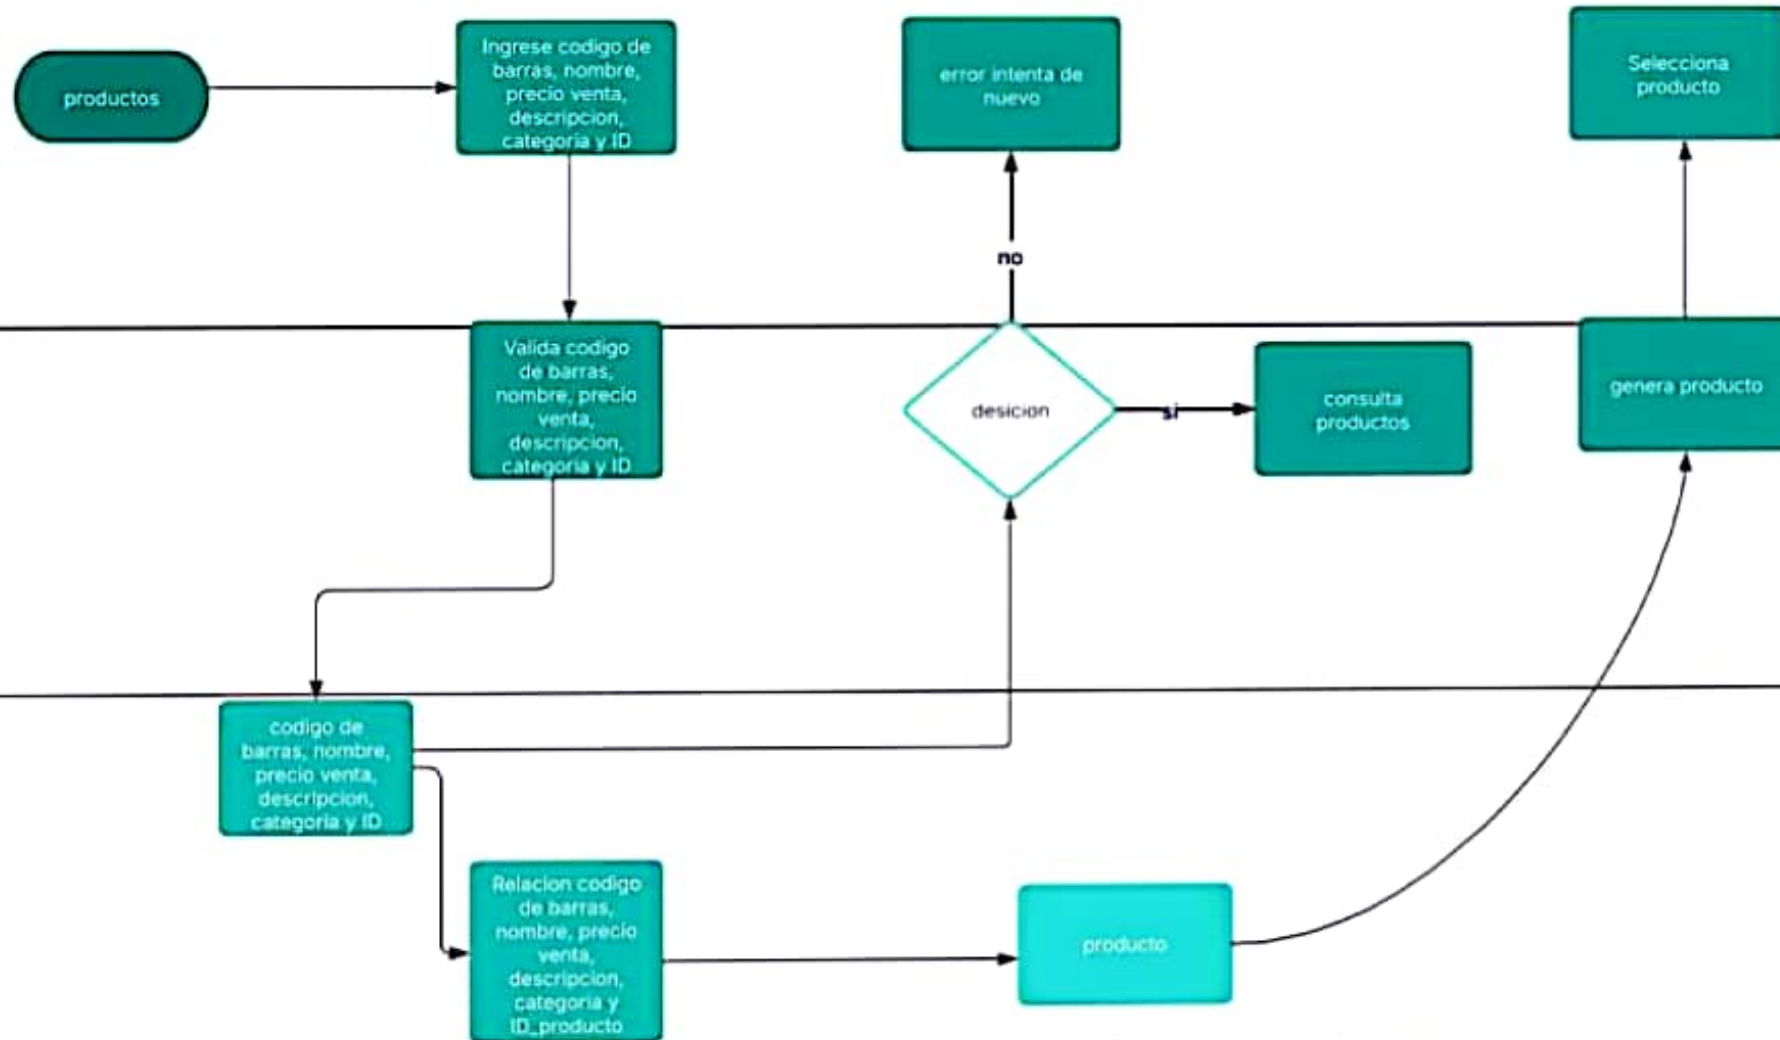 productos
Ingrese codigo de
barras, nombre,
precio venta,
descripcion,
categoria y ID
error intenta de
nuevo
Selecciona
producto
no
Valida codigo
de barras,
nombre, precio
venta,
descripcion,
categoria y ID
desicion
si
consulta
productos
genera producto
codigo de
barras, nombre,
precio venta,
descripcion,
categoria y ID
Relacion codigo
de barras,
nombre, precio
venta,
descripcion,
categoria y
ID_producto
producto